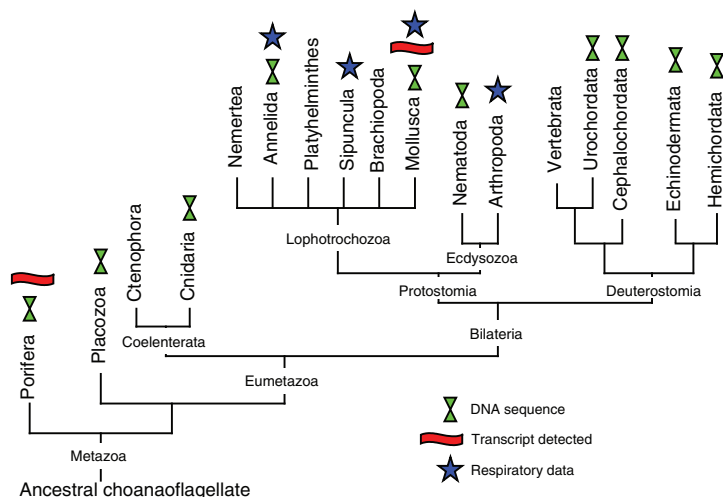 Nemertea
Annelida
Platyhelminthes
Sipuncula
Brachiopoda
Mollusca
Nematoda
Arthropoda
Vertebrata
Urochordata
Cephalochordata
Echinodermata
Hemichordata
Lophotrochozoa
Ecdysozoa
Ctenophora
Cnidaria
Protostomia
Deuterostomia
Placozoa
Porifera
Coelenterata
Bilateria
Eumetazoa
DNA sequence
Transcript detected
Metazoa
Respiratory data
Ancestral choanaoflagellate